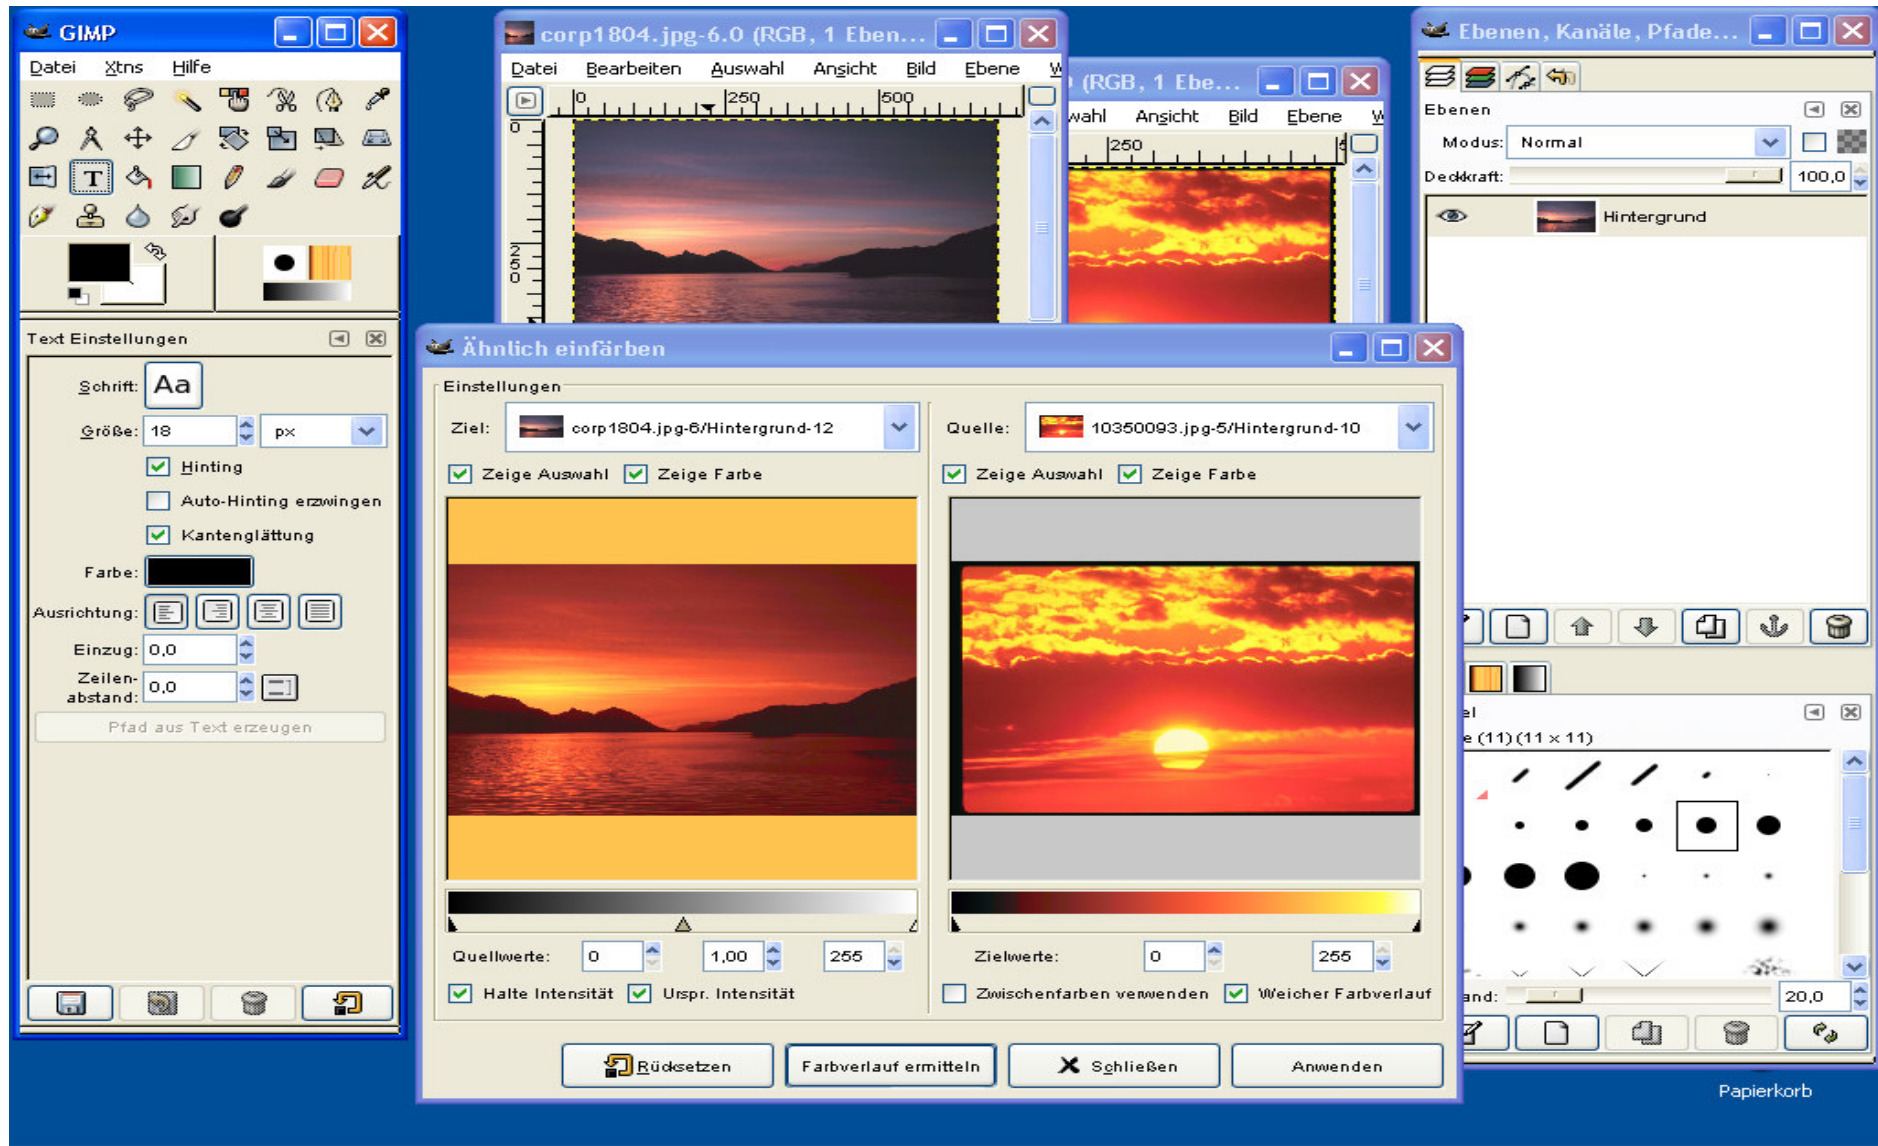 GIMP
Datei Xtns Hilfe
Text Einstellungen
Schrift: Aa
Größe: 18 px
Hinting
Auto-Hinting erzwingen
Kantenglättung
Farbe:
Ausrichtung:
Einzug: 0,0
Zeilen-
abstand: 0,0
Pfad aus Text erzeugen
corp1804.jpg-6.0 (RGB, 1 Eben...
Datei Bearbeiten Auswahl Ansicht Bild Ebene W
0 250 500
0
250
(RGB, 1 Ebe...
wahl Ansicht Bild Ebene W
250
Ähnlich einfärben
Einstellungen
Ziel: corp1804.jpg-6/Hintergrund-12
Quelle: 10350093.jpg-5/Hintergrund-10
Zeige Auswahl Zeige Farbe
Zeige Auswahl Zeige Farbe
Quellwerte: 0 1,00 255
Zielwerte: 0 255
Halte Intensität Urspr. Intensität
Zwischenfarben verwenden Weicher Farbverlauf
Rücksetzen Farbverlauf ermitteln Schließen Anwenden
Ebenen, Kanäle, Pfade...
Ebenen
Modus: Normal
Deckkraft: 100,0
Hintergrund
el
e (11) (11 x 11)
and: 20,0
Papierkorb